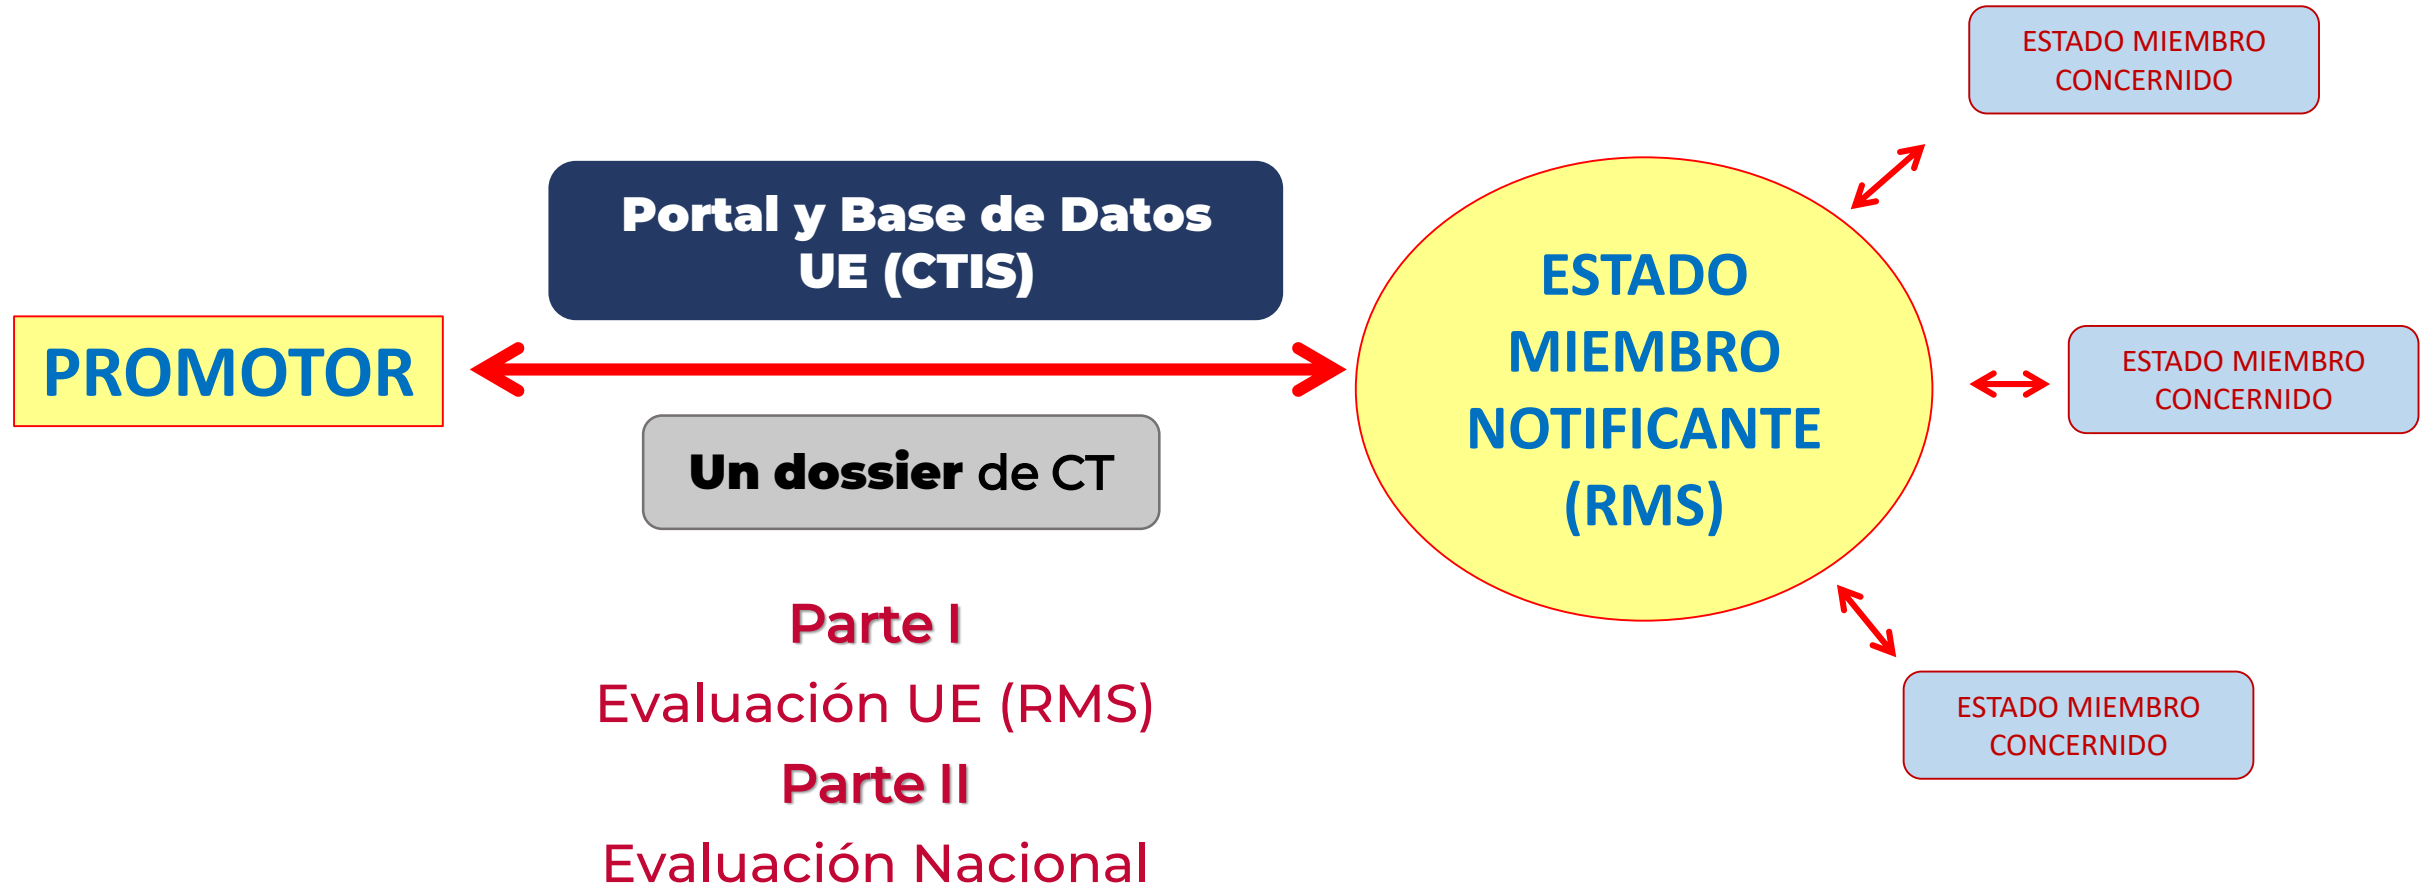 PROMOTOR
Portal y Base de Datos
UE (CTIS)
Un dossier de CT
Parte I
Evaluación UE (RMS)
Parte II
Evaluación Nacional
ESTADO
MIEMBRO
NOTIFICANTE
(RMS)
ESTADO MIEMBRO
CONCERNIDO
ESTADO MIEMBRO
CONCERNIDO
ESTADO MIEMBRO
CONCERNIDO